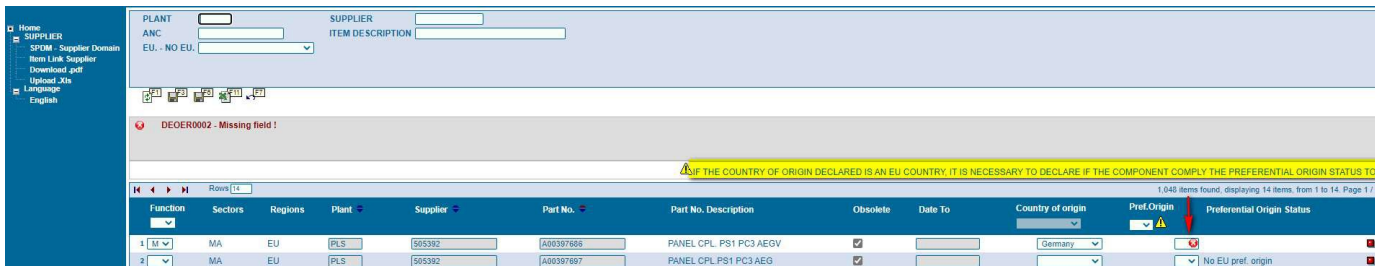 PLANT SUPPLIER
Home
SUPPLIER
ANC ITEM DESCRIPTION
SPDM - Supplier Domain
EU. - NO EU.
Item Link Supplier
Download .pdf
Upload .Xls
Language
English
F1 F3 F8 F11 F7
DEOER0002 - Missing field !
IF THE COUNTRY OF ORIGIN DECLARED IS AN EU COUNTRY, IT IS NECESSARY TO DECLARE IF THE COMPONENT COMPLY THE PREFERENTIAL ORIGIN STATUS TO
Rows 14 1,048 items found, displaying 14 items, from 1 to 14. Page 1 /
Function Sectors Regions Plant Supplier Part No. Part No. Description Obsolete Date To Country of origin Pref.Origin Preferential Origin Status
1 M MA EU PLS 505392 A00397686 PANEL CPL. PS1 PC3 AEGV Germany
2 MA EU PLS 505392 A00397697 PANEL CPL PS1 PC3 AEG No EU pref. origin